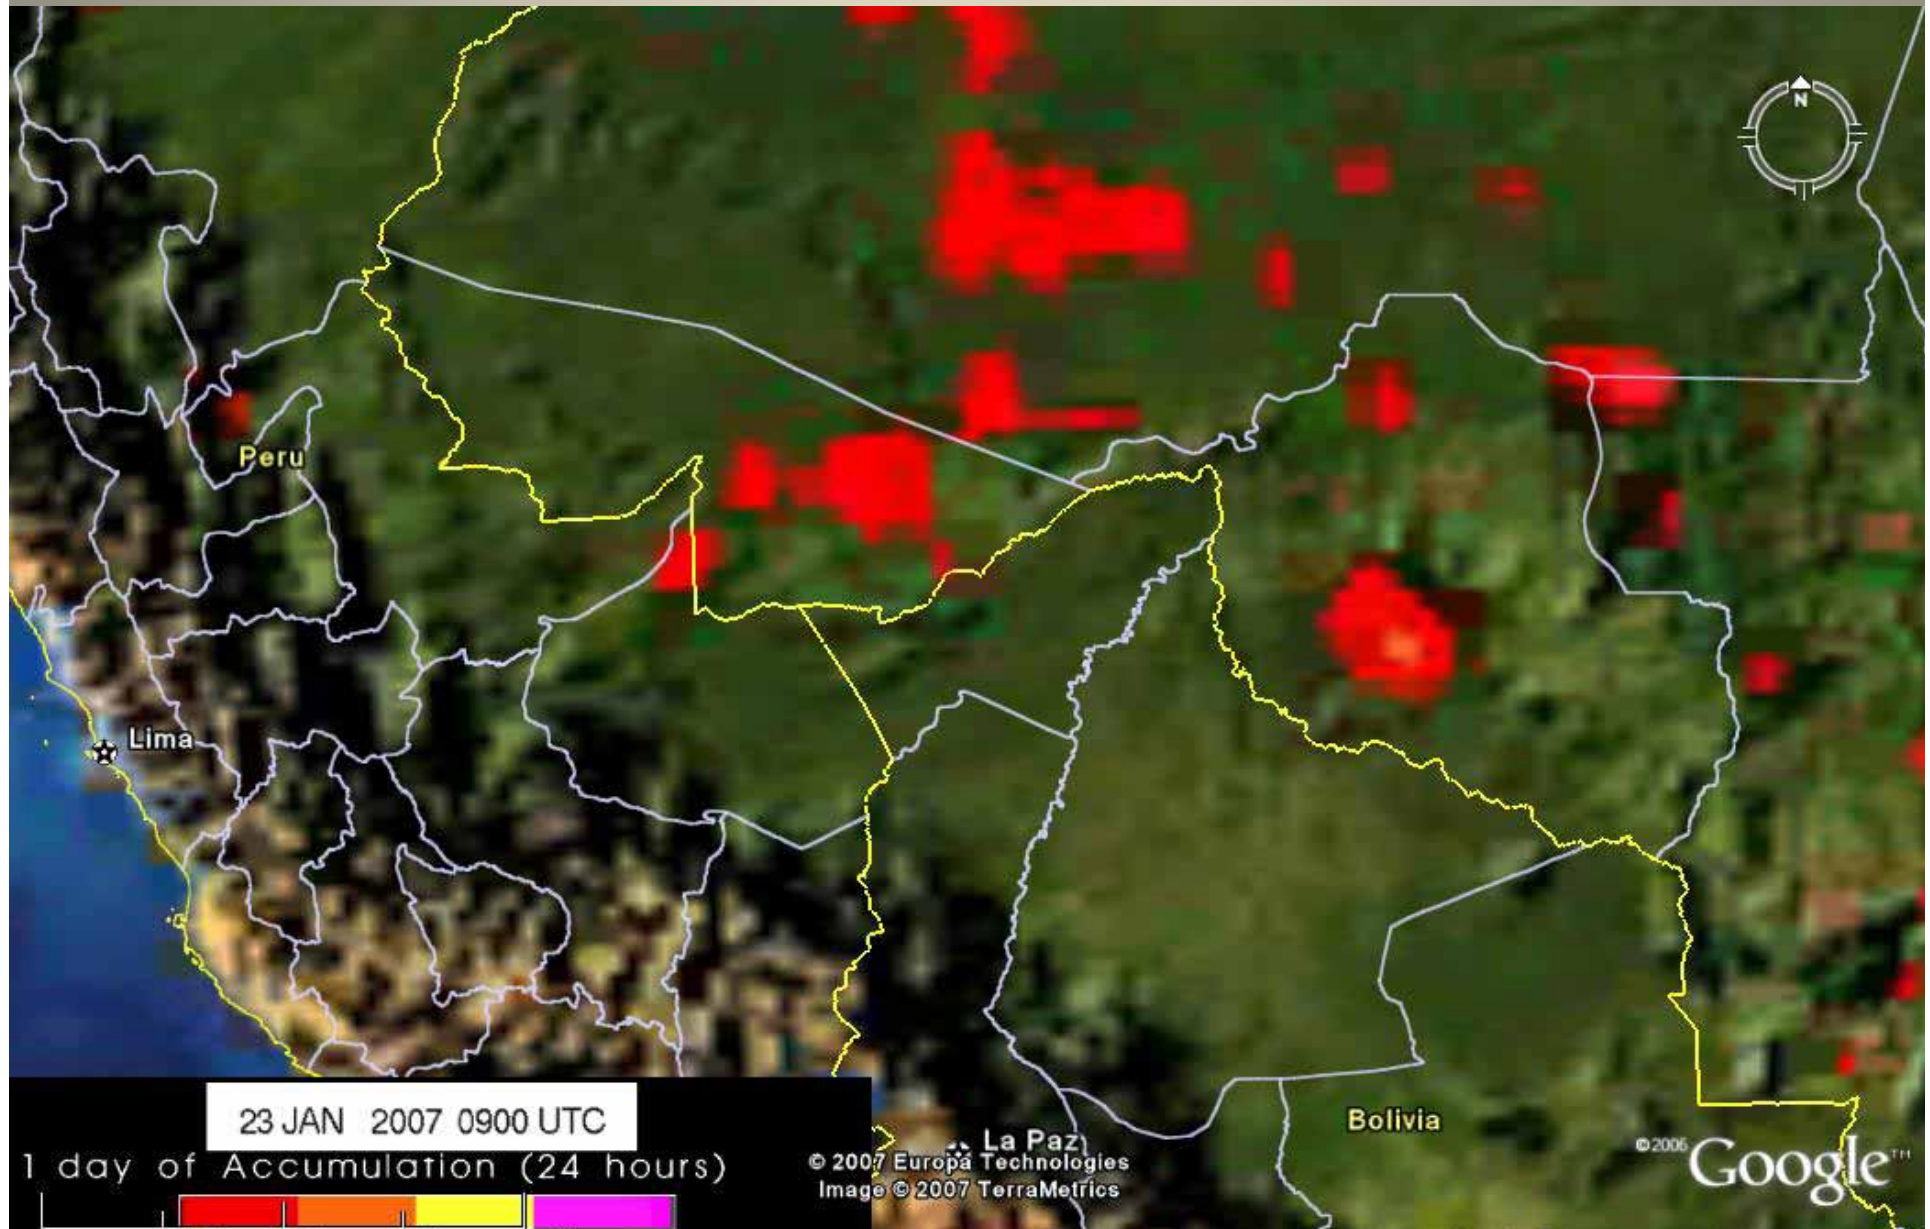 N
Peru
Lima
23 JAN 2007 0900 UTC
1 day of Accumulation (24 hours)
La Paz
© 2007 Europa Technologies
Image © 2007 TerraMetrics
Bolivia
©2006 Google™